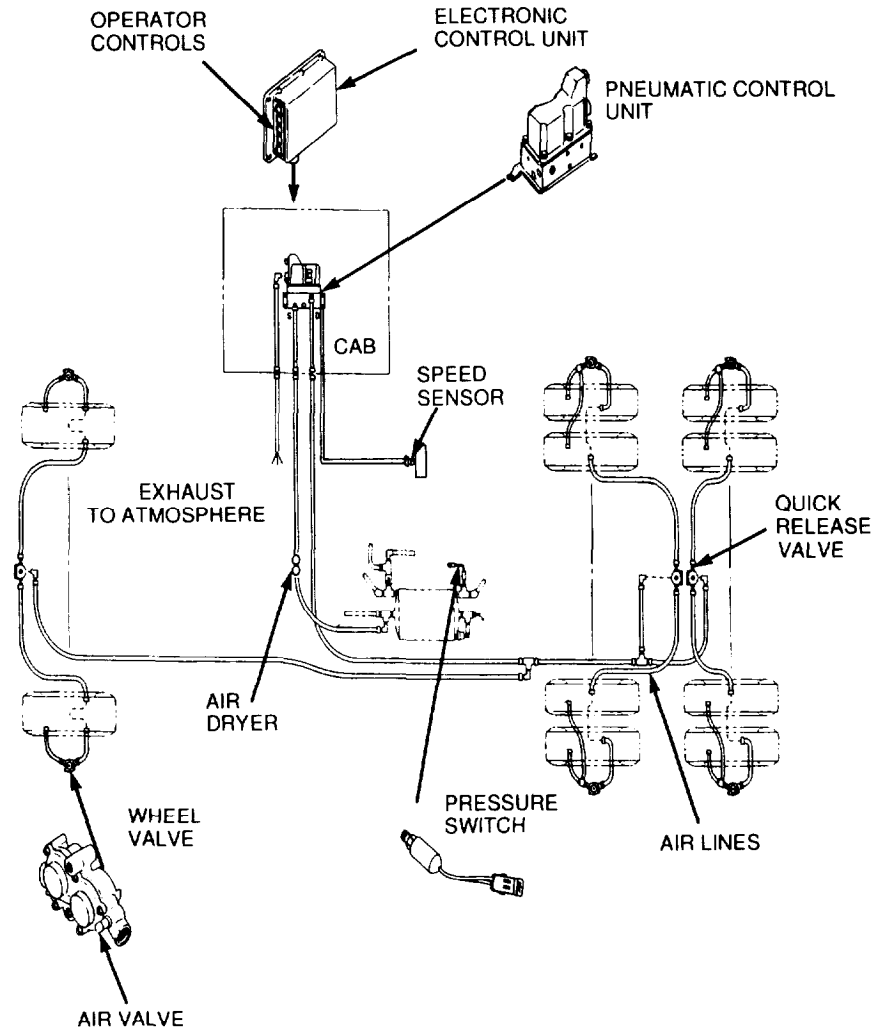 OPERATOR
CONTROLS
ELECTRONIC
CONTROL UNIT
PNEUMATIC CONTROL
UNIT
CAB
SPEED
SENSOR
EXHAUST
TO ATMOSPHERE
QUICK
RELEASE
VALVE
AIR
DRYER
WHEEL
VALVE
PRESSURE
SWITCH
AIR LINES
AIR VALVE